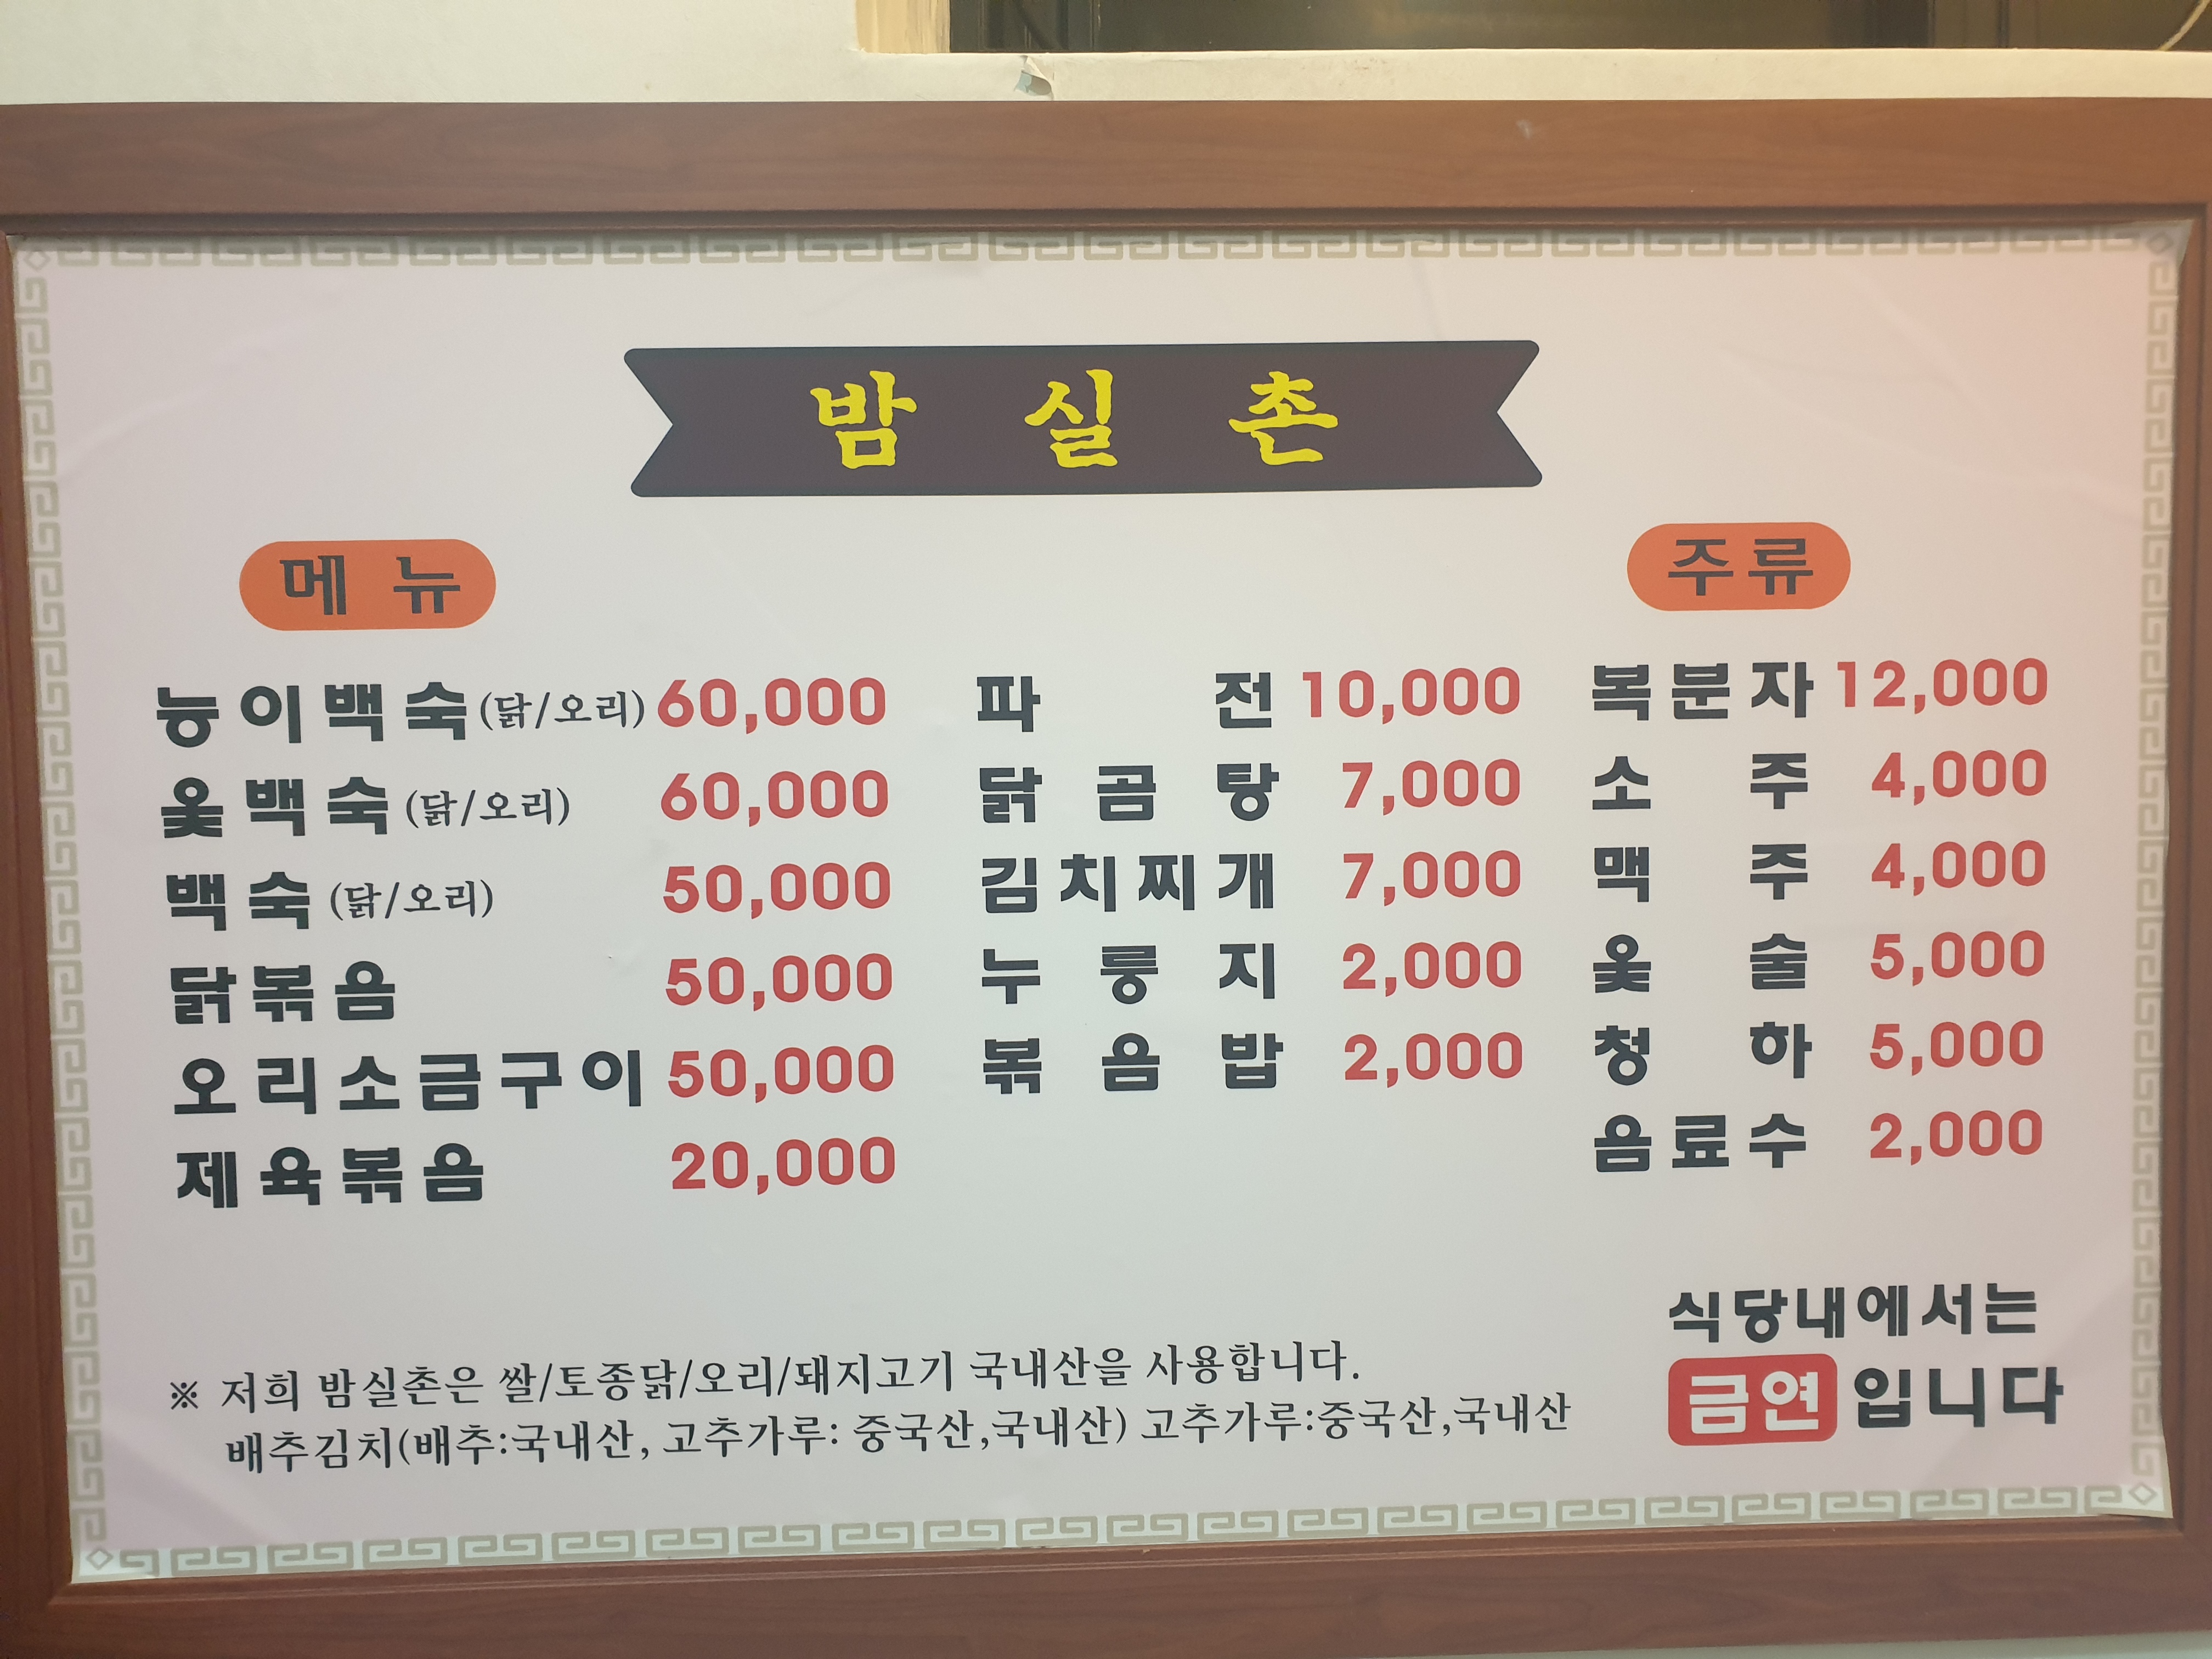 밤실촌
메뉴
능이백숙(닭/오리) 60,000
옻백숙(닭/오리) 60,000
백숙(닭/오리) 50,000
닭볶음 50,000
오리소금구이 50,000
제육볶음 20,000
파전 10,000
닭곰탕 7,000
김치찌개 7,000
누룽지 2,000
볶음밥 2,000
주류
복분자 12,000
소주 4,000
맥주 4,000
옻술 5,000
청하 5,000
음료수 2,000
※ 저희 밤실촌은 쌀/토종닭/오리/돼지고기 국내산을 사용합니다.
배추김치(배추:국내산, 고추가루: 중국산,국내산) 고추가루:중국산,국내산
식당내에서는
금연입니다